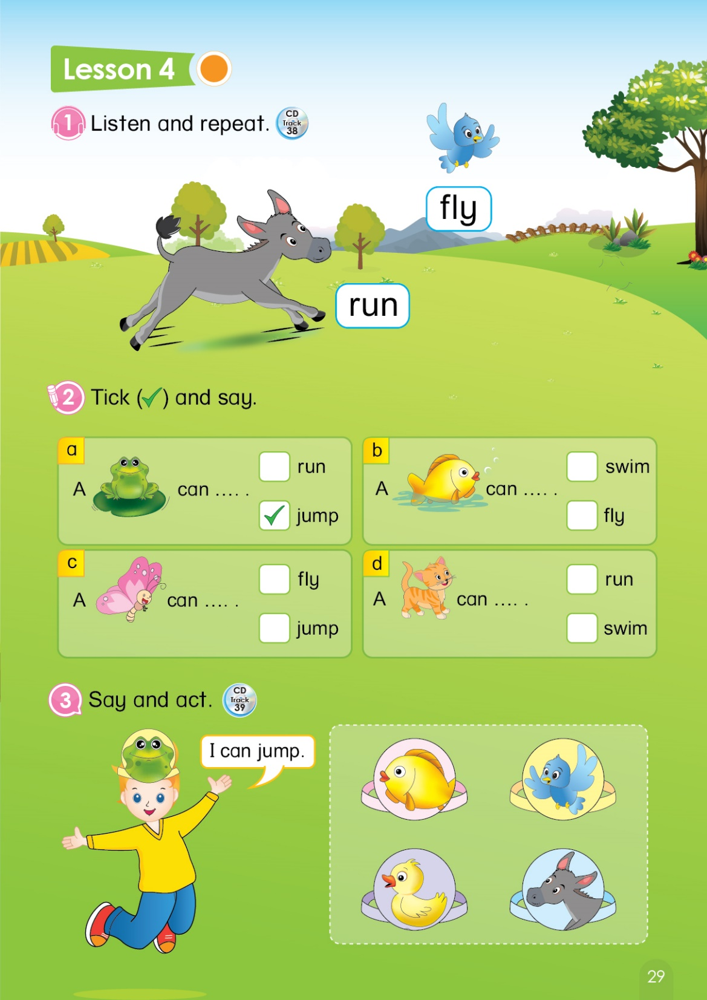 Lesson 4
1 Listen and repeat. CD Track 38
fly
run
2 Tick (✓) and say.
a
A can .... .
run
✓ jump
b
A can .... .
swim
fly
c
A can .... .
fly
jump
d
A can .... .
run
swim
3 Say and act. CD Track 39
I can jump.
29